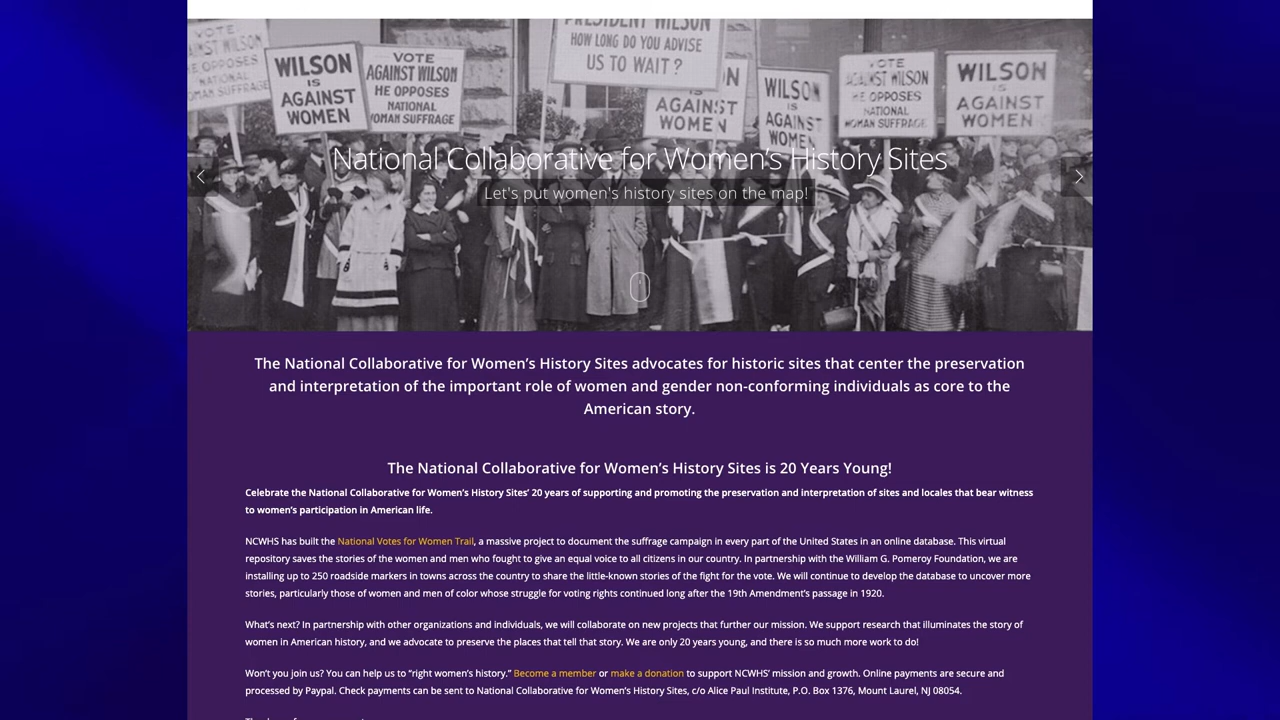 VOTE
AGAINST WILSON
HE OPPOSES
NATIONAL
WOMAN SUFFRAGE
WILSON
IS
AGAINST
WOMEN
VOTE
AGAINST WILSON
HE OPPOSES
NATIONAL
WOMAN SUFFRAGE
PRESIDENT WILSON
HOW LONG DO YOU ADVISE
US TO WAIT?
AGAINST
WOMEN
WILSON
IS
AGAINST
WOMEN
VOTE
AGAINST WILSON
HE OPPOSES
NATIONAL
WOMAN SUFFRAGE
WILSON
IS
AGAINST
WOMEN
National Collaborative for Women’s History Sites
Let's put women's history sites on the map!
The National Collaborative for Women’s History Sites advocates for historic sites that center the preservation
and interpretation of the important role of women and gender non-conforming individuals as core to the
American story.
The National Collaborative for Women’s History Sites is 20 Years Young!
Celebrate the National Collaborative for Women’s History Sites’ 20 years of supporting and promoting the preservation and interpretation of sites and locales that bear witness
to women’s participation in American life.
NCWHS has built the National Votes for Women Trail, a massive project to document the suffrage campaign in every part of the United States in an online database. This virtual
repository saves the stories of the women and men who fought to give an equal voice to all citizens in our country. In partnership with the William G. Pomeroy Foundation, we are
installing up to 250 roadside markers in towns across the country to share the little-known stories of the fight for the vote. We will continue to develop the database to uncover more
stories, particularly those of women and men of color whose struggle for voting rights continued long after the 19th Amendment’s passage in 1920.
What’s next? In partnership with other organizations and individuals, we will collaborate on new projects that further our mission. We support research that illuminates the story of
women in American history, and we advocate to preserve the places that tell that story. We are only 20 years young, and there is so much more work to do!
Won’t you join us? You can help us to “right women’s history.” Become a member or make a donation to support NCWHS’ mission and growth. Online payments are secure and
processed by Paypal. Check payments can be sent to National Collaborative for Women’s History Sites, c/o Alice Paul Institute, P.O. Box 1376, Mount Laurel, NJ 08054.